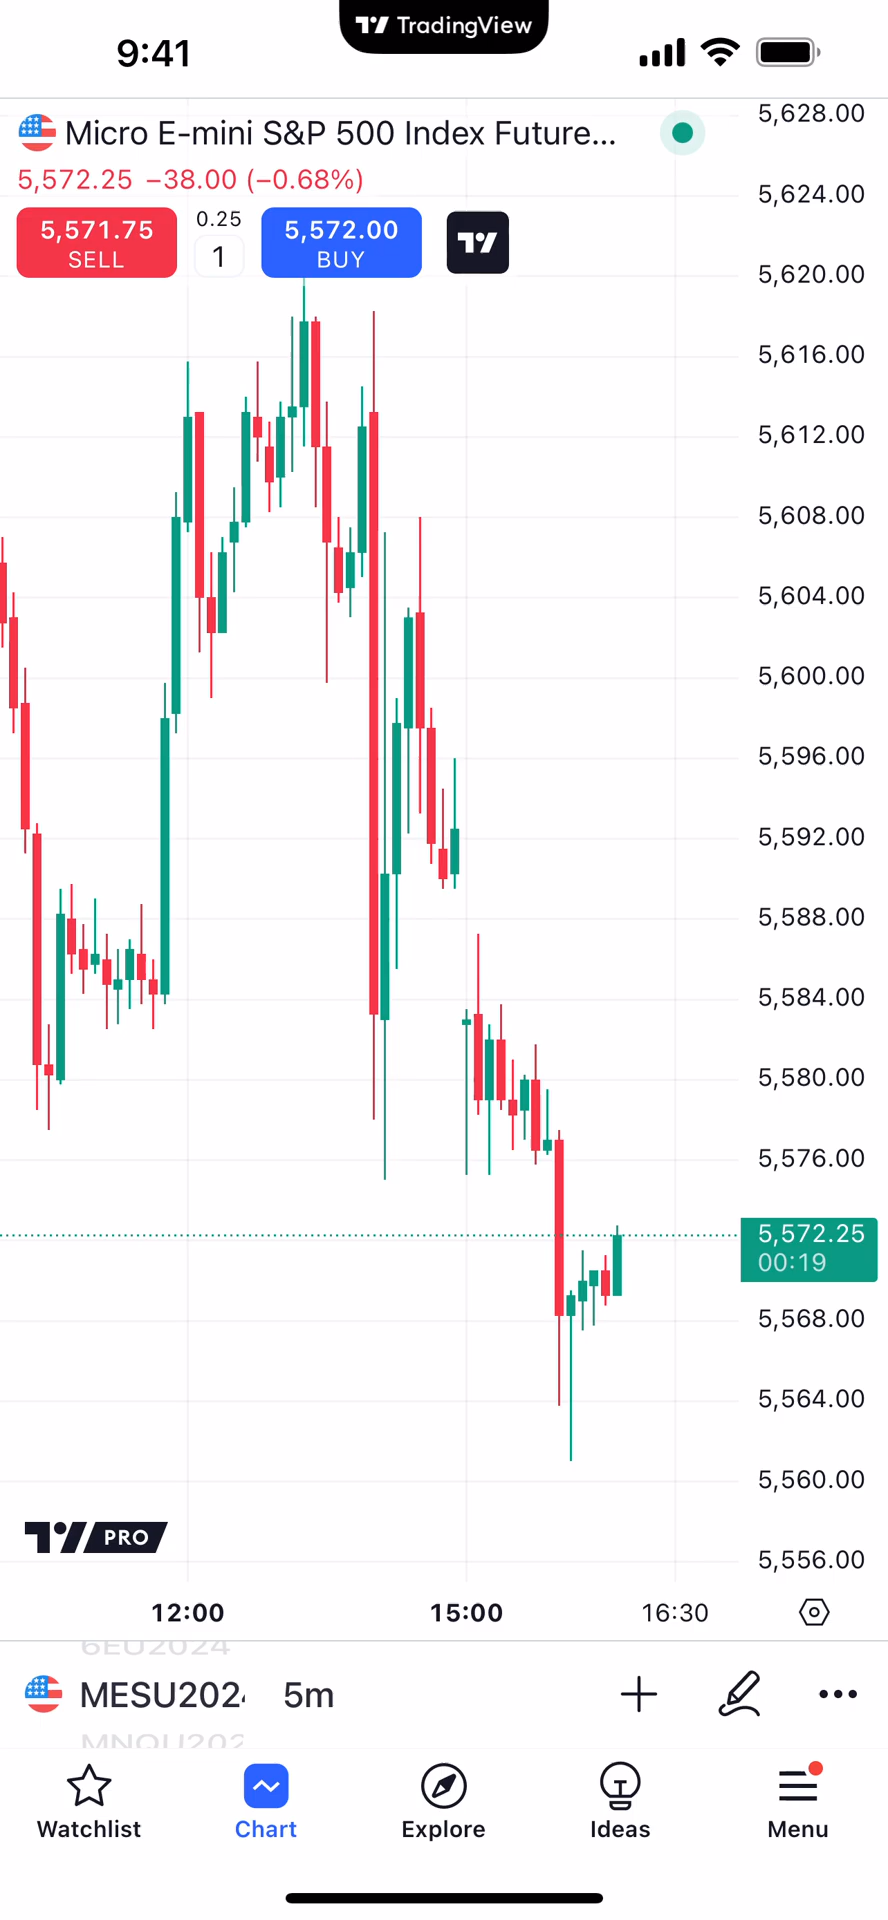 9:41
TradingView
Micro E-mini S&P 500 Index Future...
5,572.25 −38.00 (−0.68%)
5,571.75
SELL
0.25
1
5,572.00
BUY
5,628.00
5,624.00
5,620.00
5,616.00
5,612.00
5,608.00
5,604.00
5,600.00
5,596.00
5,592.00
5,588.00
5,584.00
5,580.00
5,576.00
5,572.25
00:19
5,568.00
5,564.00
5,560.00
5,556.00
PRO
12:00 15:00 16:30
6EU2024
MESU202 5m
MNQU202
Watchlist Chart Explore Ideas Menu